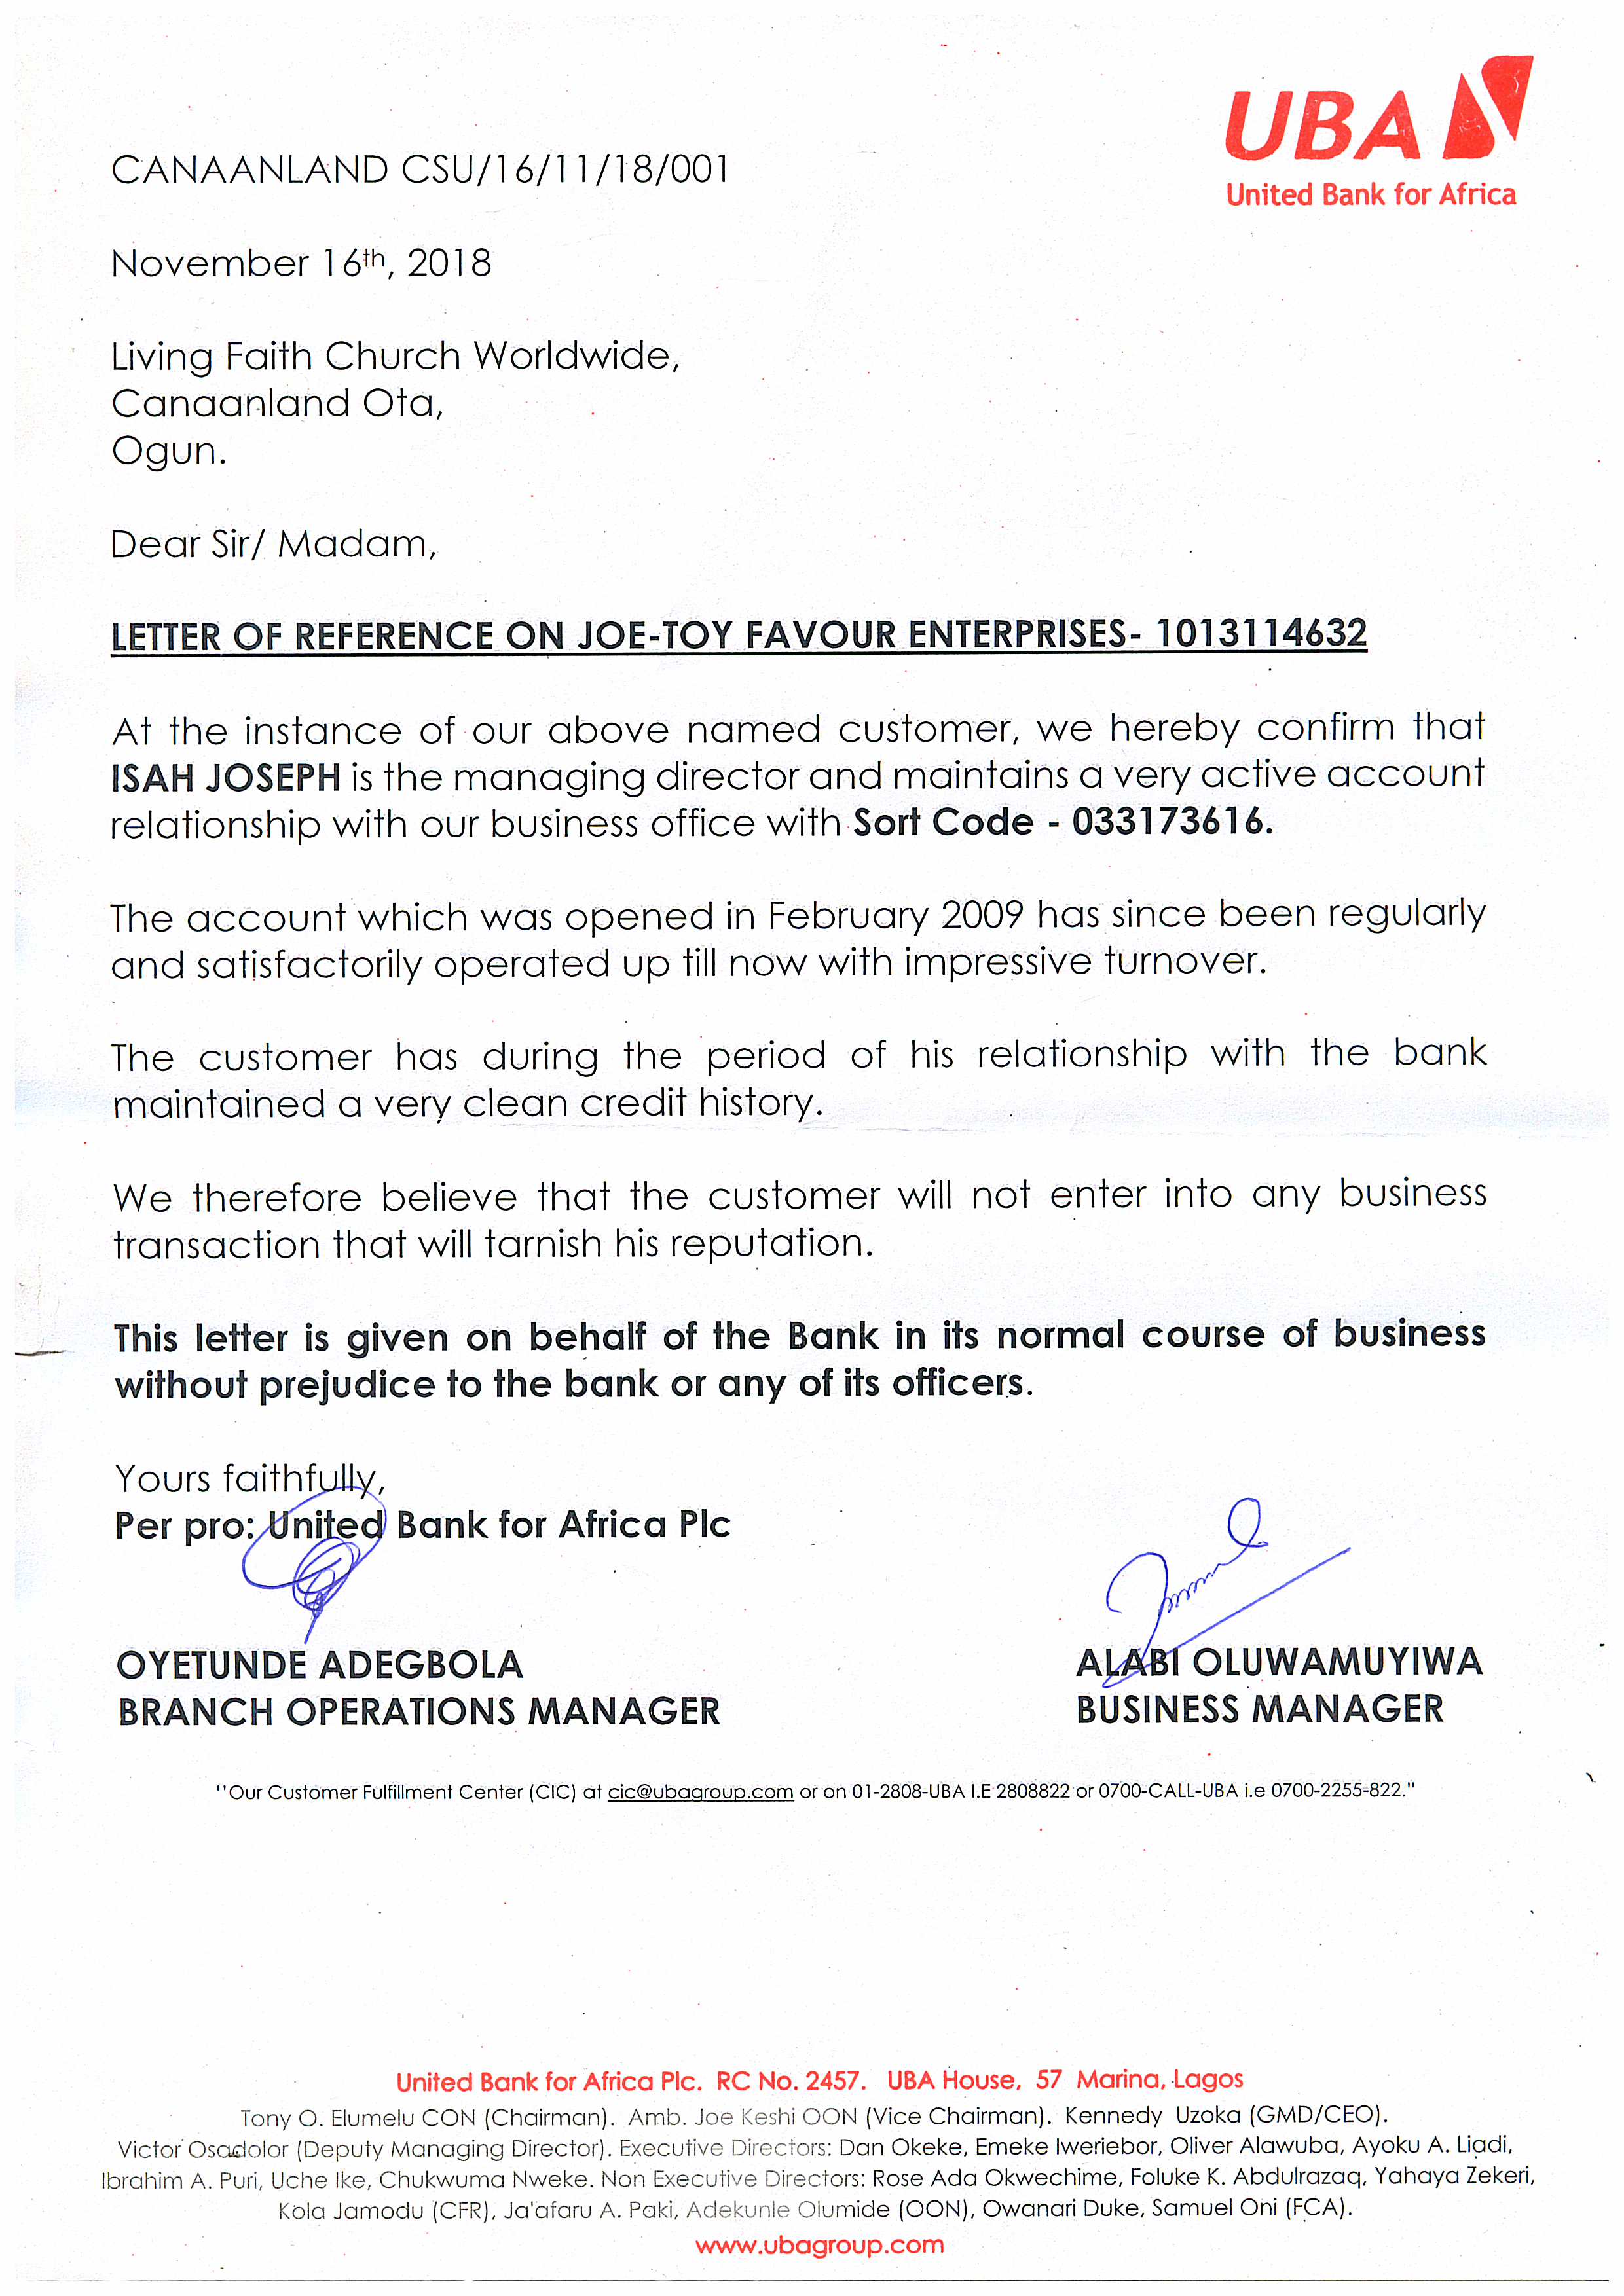 UBA
United Bank for Africa
CANAANLAND CSU/16/11/18/001
November 16th, 2018
Living Faith Church Worldwide,
Canaanland Ota,
Ogun.
Dear Sir/ Madam,
LETTER OF REFERENCE ON JOE-TOY FAVOUR ENTERPRISES- 1013114632
At the instance of our above named customer, we hereby confirm that
ISAH JOSEPH is the managing director and maintains a very active account
relationship with our business office with Sort Code - 033173616.
The account which was opened in February 2009 has since been regularly
and satisfactorily operated up till now with impressive turnover.
The customer has during the period of his relationship with the bank
maintained a very clean credit history.
We therefore believe that the customer will not enter into any business
transaction that will tarnish his reputation.
This letter is given on behalf of the Bank in its normal course of business
without prejudice to the bank or any of its officers.
Yours faithfully,
Per pro: United Bank for Africa Plc
OYETUNDE ADEGBOLA
BRANCH OPERATIONS MANAGER
ALABI OLUWAMUYIWA
BUSINESS MANAGER
''Our Customer Fulfillment Center (CIC) at cic@ubagroup.com or on 01-2808-UBA I.E 2808822 or 0700-CALL-UBA i.e 0700-2255-822."
United Bank for Africa Plc. RC No. 2457. UBA House, 57 Marina, Lagos
Tony O. Elumelu CON (Chairman). Amb. Joe Keshi OON (Vice Chairman). Kennedy Uzoka (GMD/CEO).
Victor Osadolor (Deputy Managing Director). Executive Directors: Dan Okeke, Emeke Iweriebor, Oliver Alawuba, Ayoku A. Liadi,
Ibrahim A. Puri, Uche Ike, Chukwuma Nweke. Non Executive Directors: Rose Ada Okwechime, Foluke K. Abdulrazaq, Yahaya Zekeri,
Kola Jamodu (CFR), Ja'afaru A. Paki, Adekunle Olumide (OON), Owanari Duke, Samuel Oni (FCA).
www.ubagroup.com